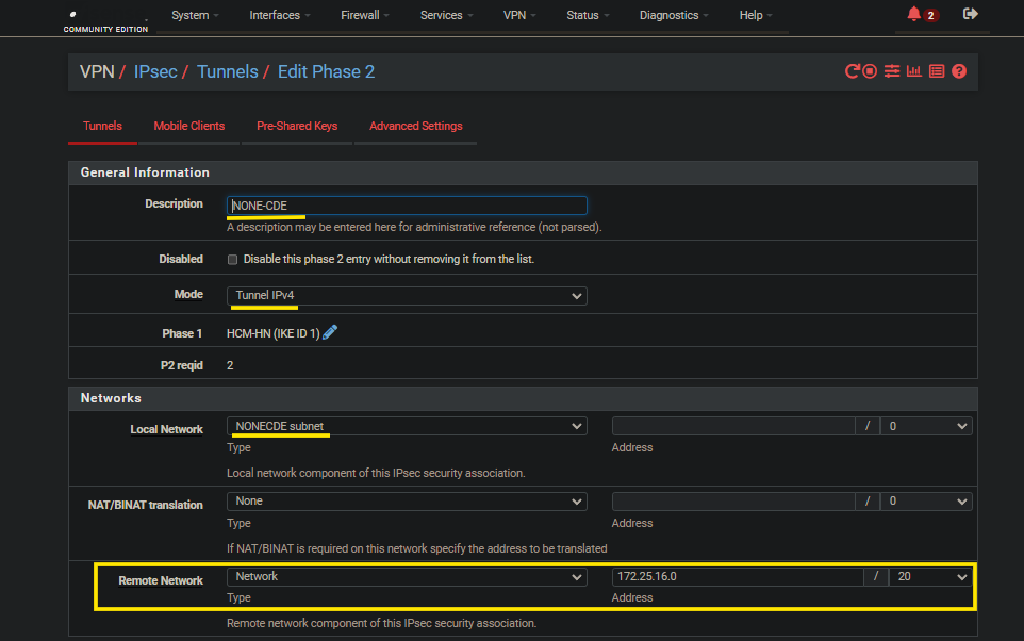 System Interfaces Firewall Services VPN Status Diagnostics Help 2
COMMUNITY EDITION
VPN / IPsec / Tunnels / Edit Phase 2
Tunnels Mobile Clients Pre-Shared Keys Advanced Settings
General Information
Description NONE-CDE
A description may be entered here for administrative reference (not parsed).
Disabled Disable this phase 2 entry without removing it from the list.
Mode Tunnel IPv4
Phase 1 HCM-HN (IKE ID 1)
P2 reqid 2
Networks
Local Network NONECDE subnet / 0
Type Address
Local network component of this IPsec security association.
NAT/BINAT translation None / 0
Type Address
If NAT/BINAT is required on this network specify the address to be translated
Remote Network Network 172.25.16.0 / 20
Type Address
Remote network component of this IPsec security association.